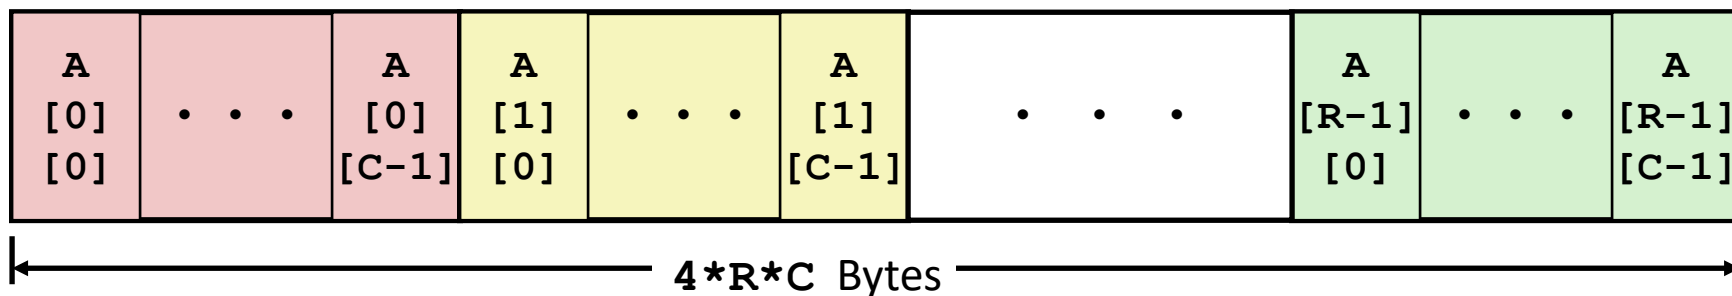 A A A A A A
[0] • • • [0] [1] • • • [1] • • • [R-1] • • • [R-1]
[0] [C-1] [0] [C-1] [0] [C-1]
4*R*C Bytes